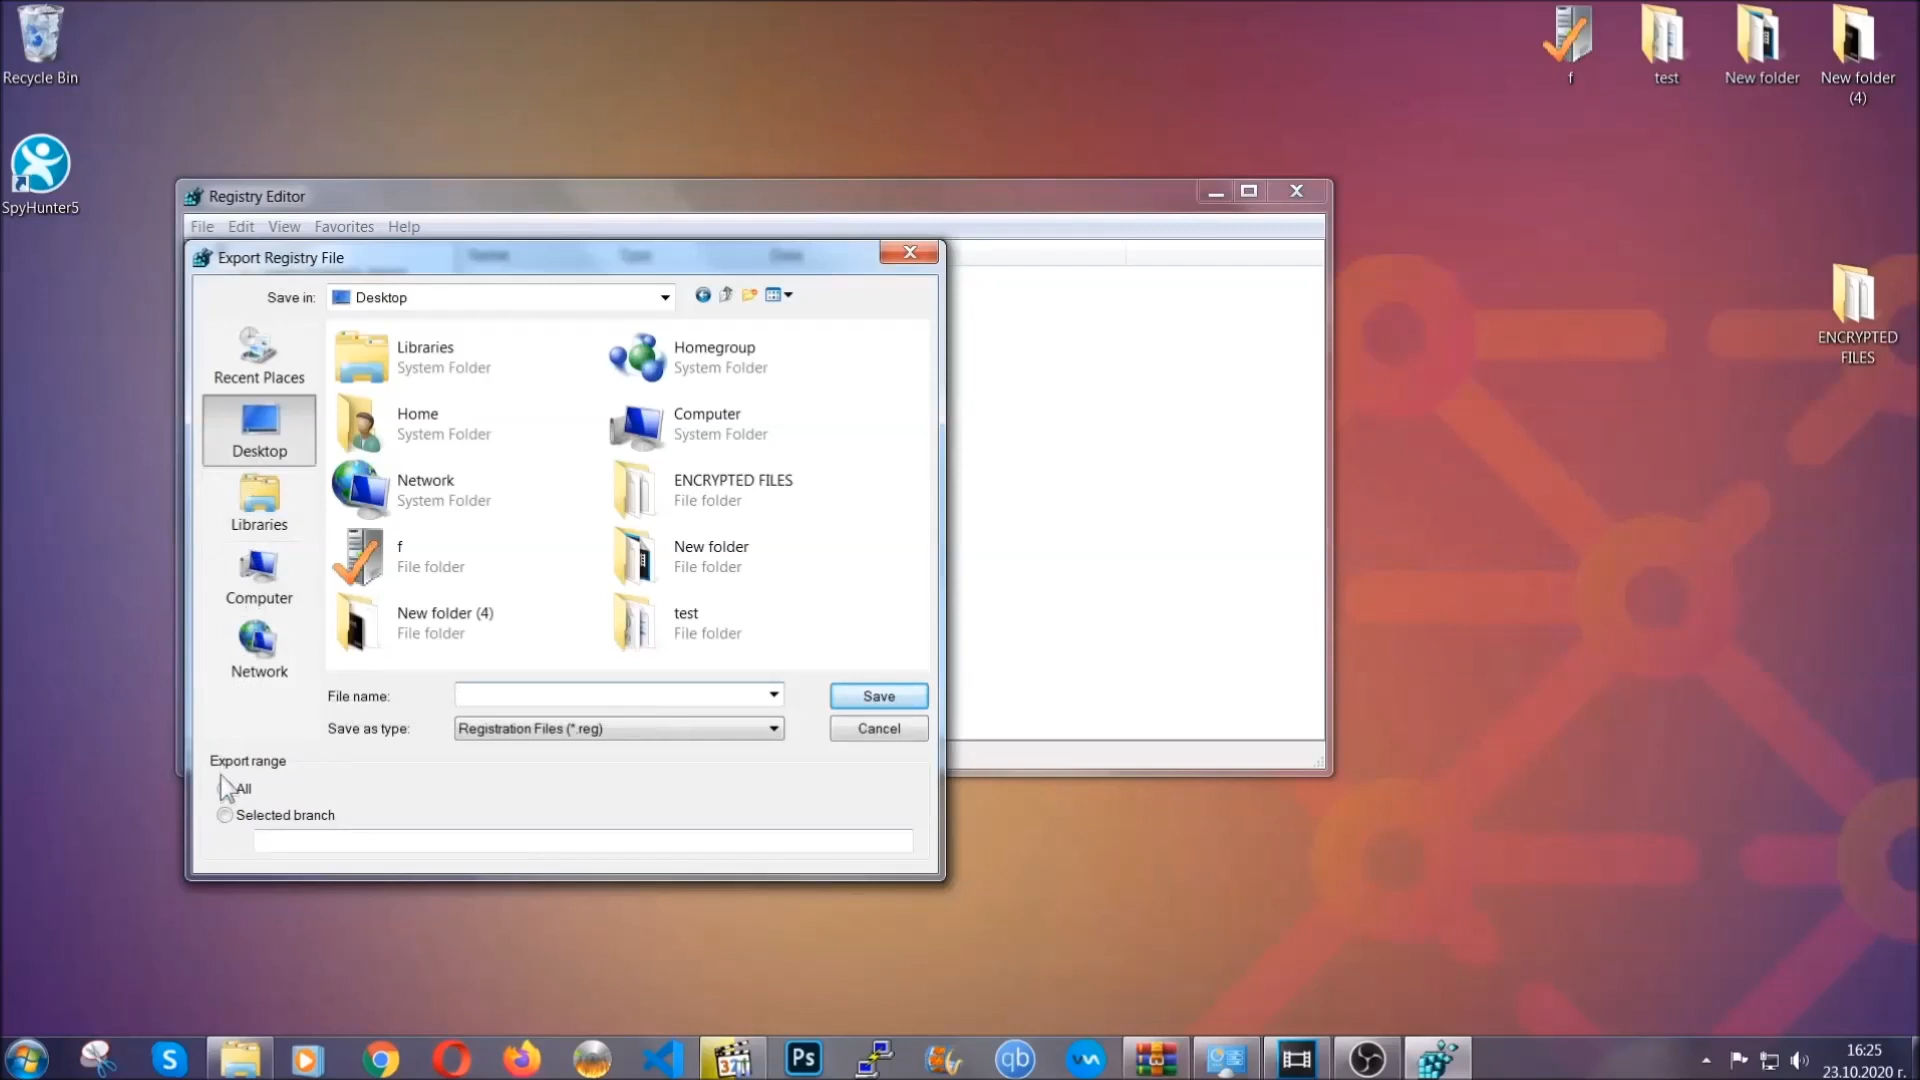 Recycle Bin
SpyHunter5
f
test
New folder
New folder
(4)
ENCRYPTED
FILES
Registry Editor
File Edit View Favorites Help
Export Registry File
Save in:
Desktop
Recent Places
Desktop
Libraries
Computer
Network
Libraries
System Folder
Homegroup
System Folder
Home
System Folder
Computer
System Folder
Network
System Folder
ENCRYPTED FILES
File folder
f
File folder
New folder
File folder
New folder (4)
File folder
test
File folder
File name:
Save
Save as type:
Registration Files (*.reg)
Cancel
Export range
All
Selected branch
S
321
Ps
qb
16:25
23.10.2020 г.